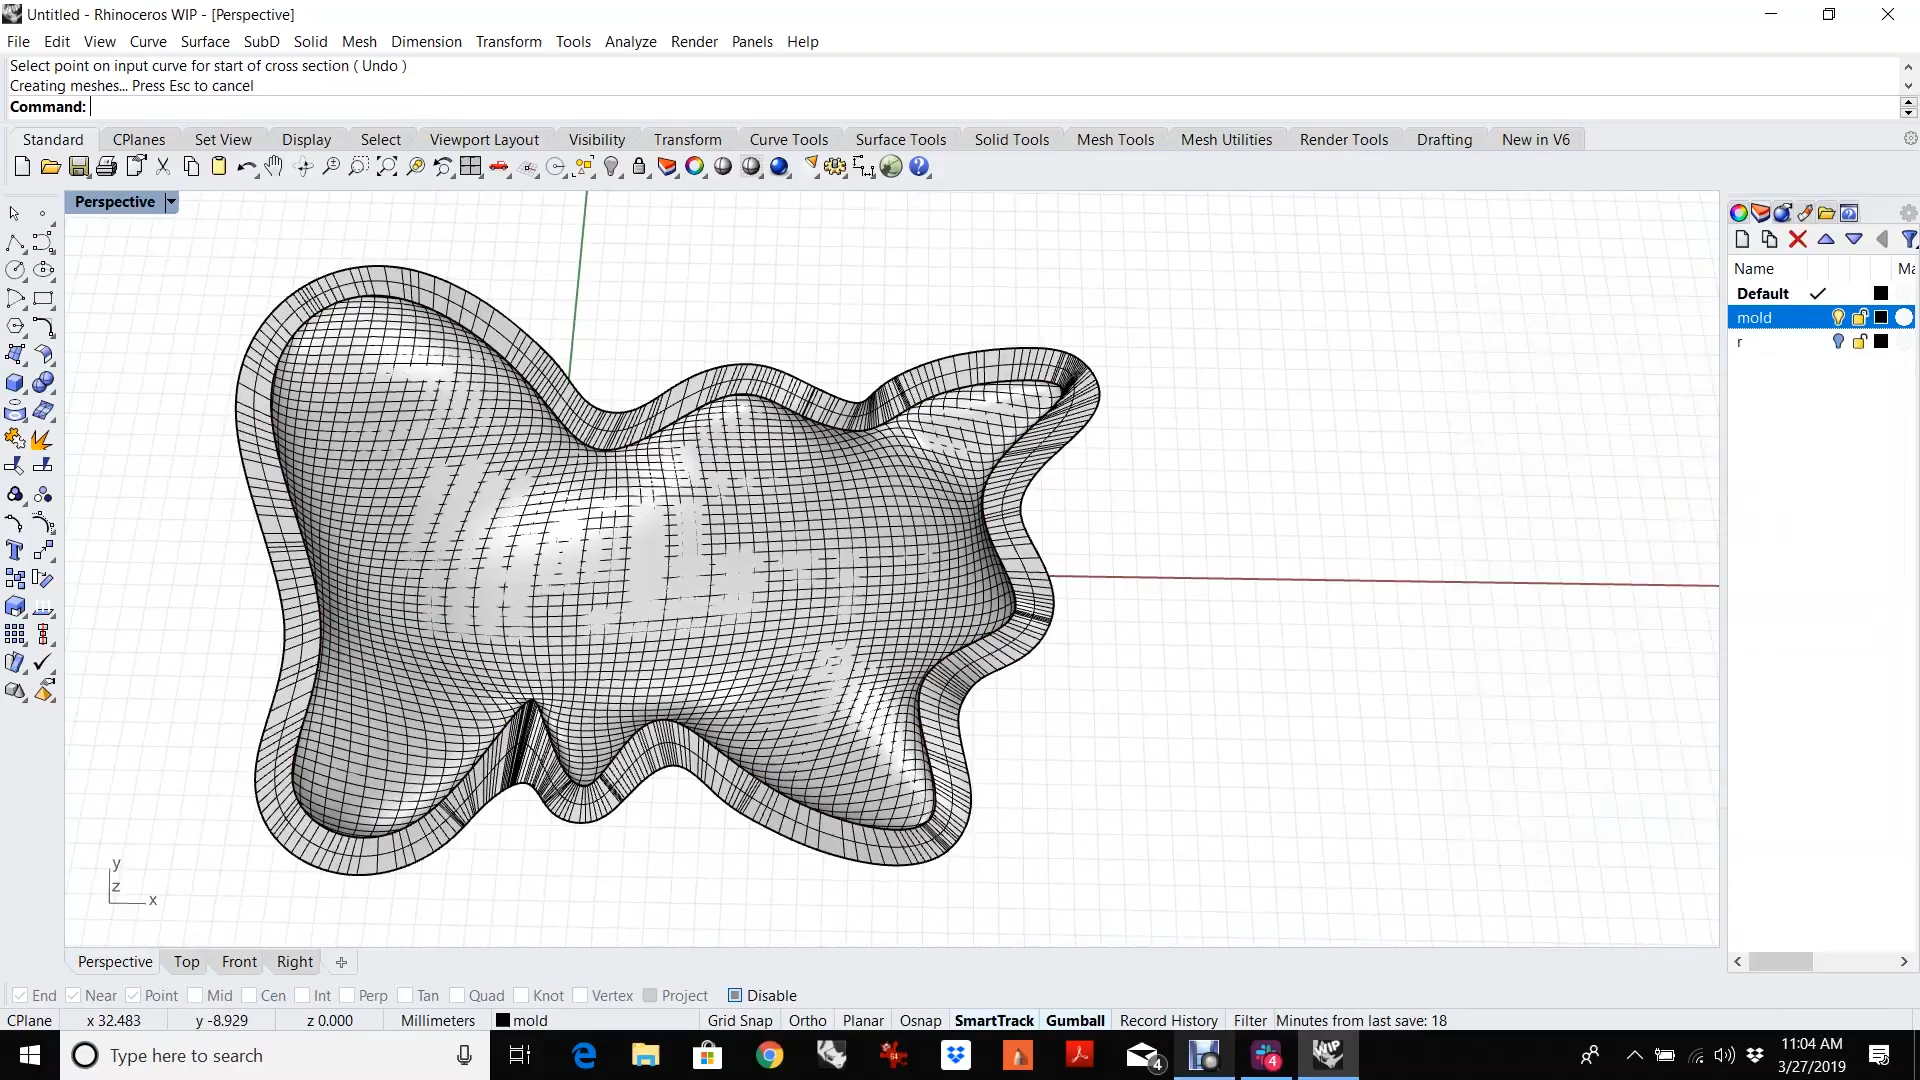 Untitled - Rhinoceros WIP - [Perspective]
File Edit View Curve Surface SubD Solid Mesh Dimension Transform Tools Analyze Render Panels Help
Select point on input curve for start of cross section ( Undo )
Creating meshes... Press Esc to cancel
Command:
Standard CPlanes Set View Display Select Viewport Layout Visibility Transform Curve Tools Surface Tools Solid Tools Mesh Tools Mesh Utilities Render Tools Drafting New in V6
Perspective
Name Ma
Default
mold
r
y
z
x
Perspective Top Front Right
End Near Point Mid Cen Int Perp Tan Quad Knot Vertex Project Disable
CPlane x 32.483 y -8.929 z 0.000 Millimeters mold Grid Snap Ortho Planar Osnap SmartTrack Gumball Record History Filter Minutes from last save: 18
Type here to search
4
4
WIP
11:04 AM
3/27/2019